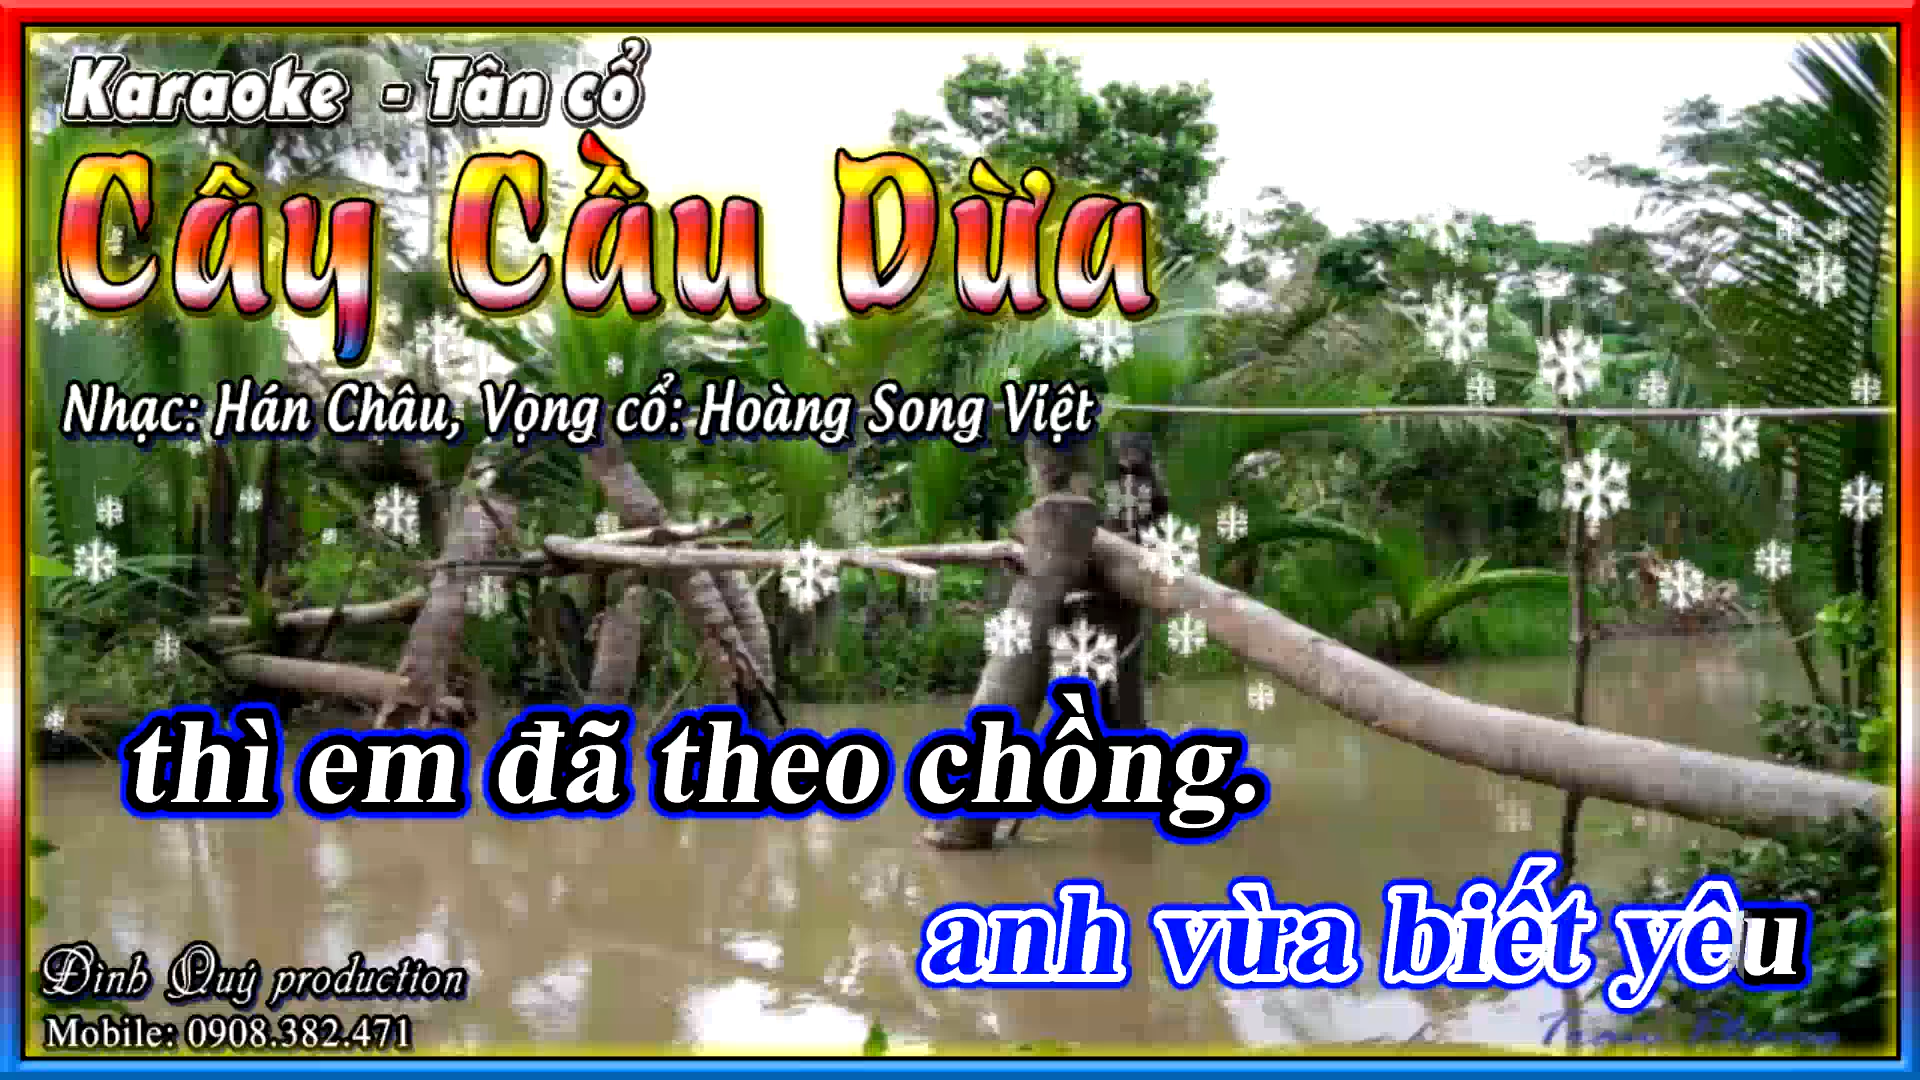 Karaoke - Tân cổ
Cây Cầu Dừa
Nhạc: Hán Châu, Vọng cổ: Hoàng Song Việt
thì em đã theo chồng.
anh vừa biết yêu
Đình Quý production
Mobile: 0908.382.471